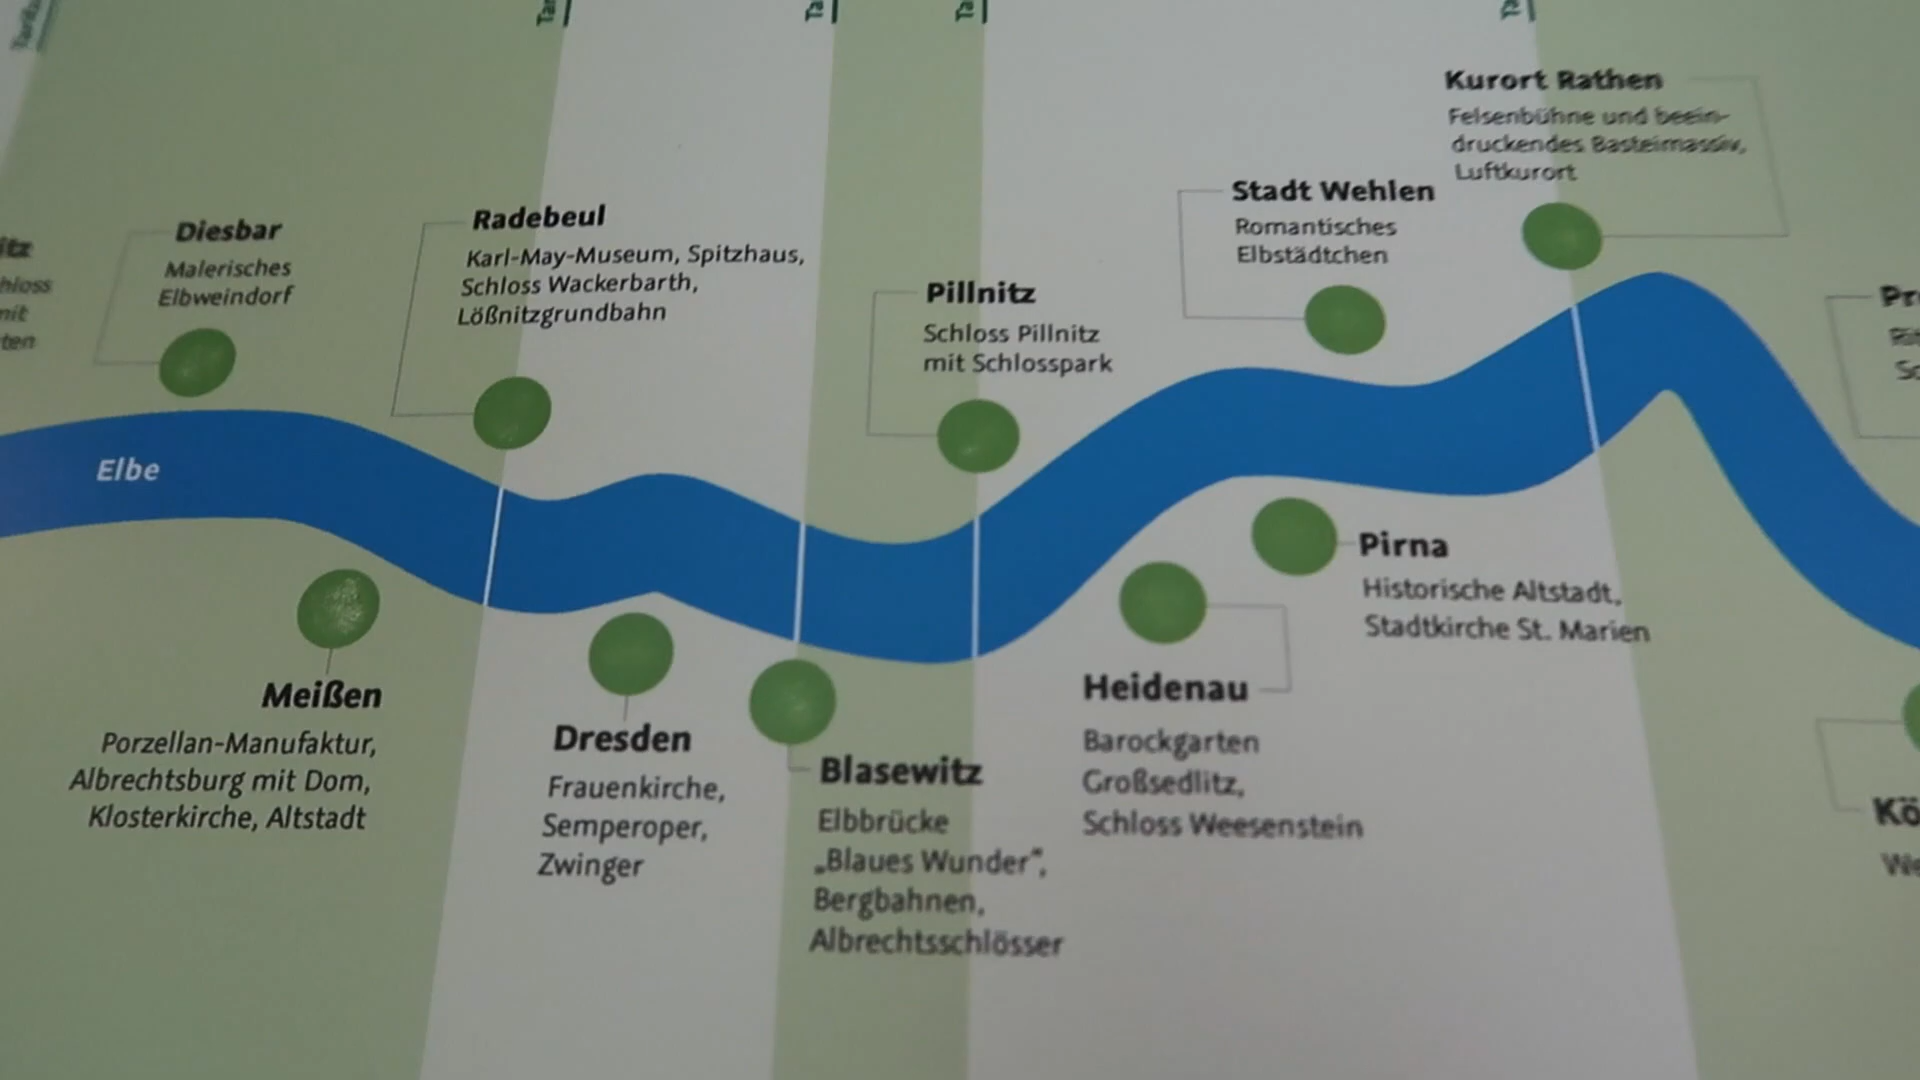 Kurort Rathen
Felsenbühne und beein-
druckendes Basteimassiv,
Luftkurort
Stadt Wehlen
Romantisches
Elbstädtchen
Radebeul
Karl-May-Museum, Spitzhaus,
Schloss Wackerbarth,
Lößnitzgrundbahn
Diesbar
Malerisches
Elbweindorf
Pillnitz
Schloss Pillnitz
mit Schlosspark
Elbe
Pirna
Historische Altstadt,
Stadtkirche St. Marien
Meißen
Porzellan-Manufaktur,
Albrechtsburg mit Dom,
Klosterkirche, Altstadt
Dresden
Frauenkirche,
Semperoper,
Zwinger
Blasewitz
Elbbrücke
„Blaues Wunder“,
Bergbahnen,
Albrechtsschlösser
Heidenau
Barockgarten
Großsedlitz,
Schloss Weesenstein